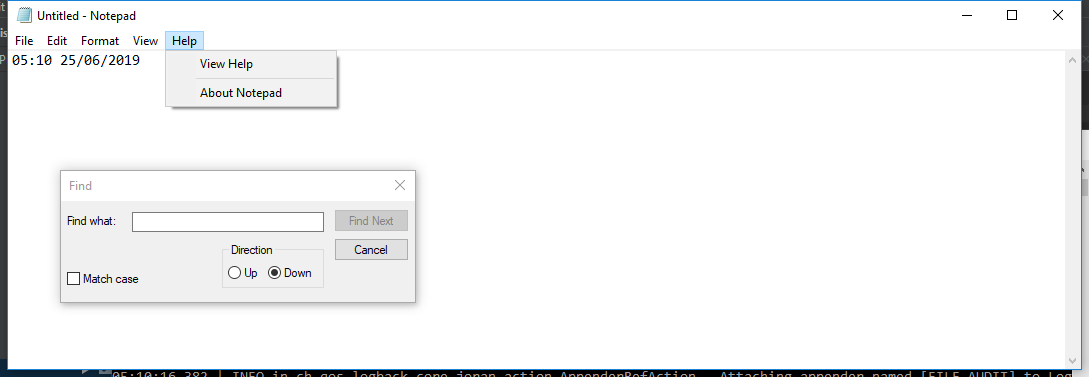 Untitled - Notepad
File Edit Format View Help
05:10 25/06/2019
View Help
About Notepad
Find
Find what:
Find Next
Cancel
Direction
Up Down
Match case
05:10:16,382 | INFO in ch.qos.logback.core.joran.action.AppenderRefAction - Attaching appender named [FILE_AUDIT] to Log